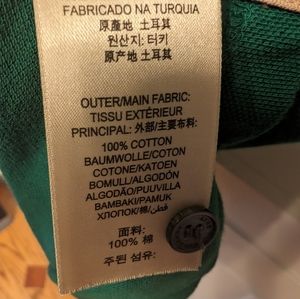 FABRICADO NA TURQUIA
原產地 土耳其
원산지: 터키
原产地 土耳其
OUTER/MAIN FABRIC:
TISSU EXTÉRIEUR
PRINCIPAL: 外部/主要布料:
100% COTTON
BAUMWOLLE/COTON
COTONE/KATOEN
BOMULL/ALGODÓN
ALGODÃO/PUUVILLA
BAMBAKI/PAMUK
ХЛОПОК/棉/قطن/
面料:
100% 棉
주된 섬유: